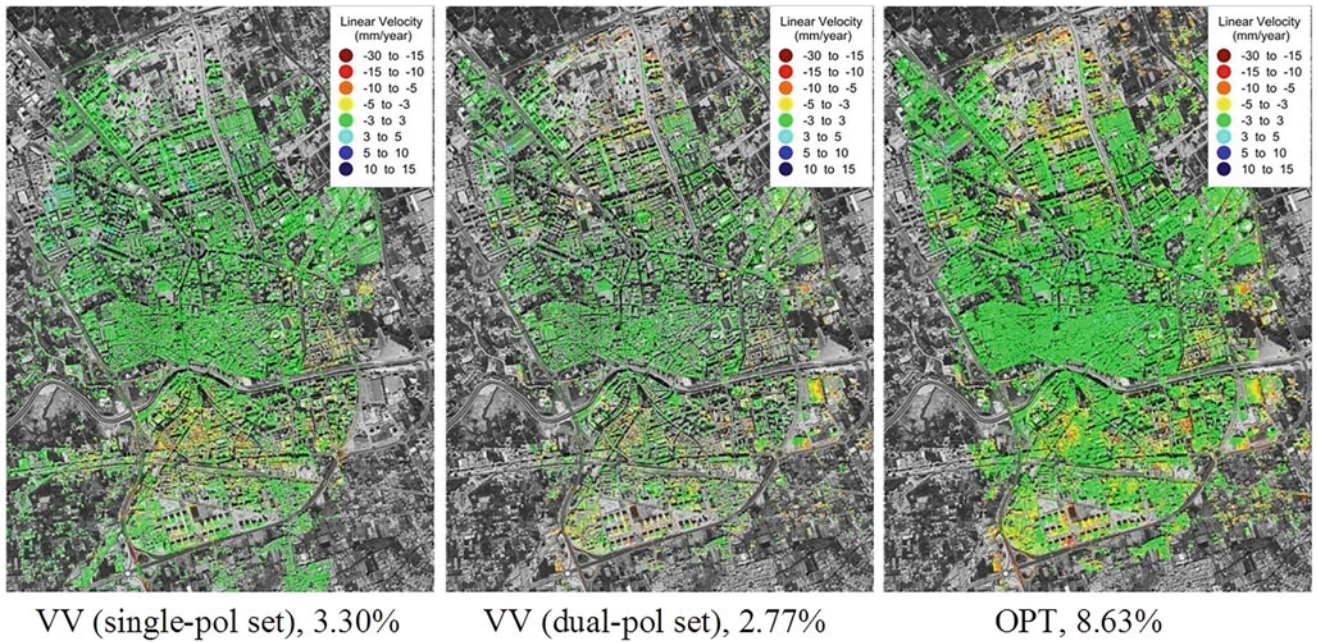 Linear Velocity
(mm/year)
-30 to -15
-15 to -10
-10 to -5
-5 to -3
-3 to 3
3 to 5
5 to 10
10 to 15
Linear Velocity
(mm/year)
-30 to -15
-15 to -10
-10 to -5
-5 to -3
-3 to 3
3 to 5
5 to 10
10 to 15
Linear Velocity
(mm/year)
-30 to -15
-15 to -10
-10 to -5
-5 to -3
-3 to 3
3 to 5
5 to 10
10 to 15
VV (single-pol set), 3.30%
VV (dual-pol set), 2.77%
OPT, 8.63%